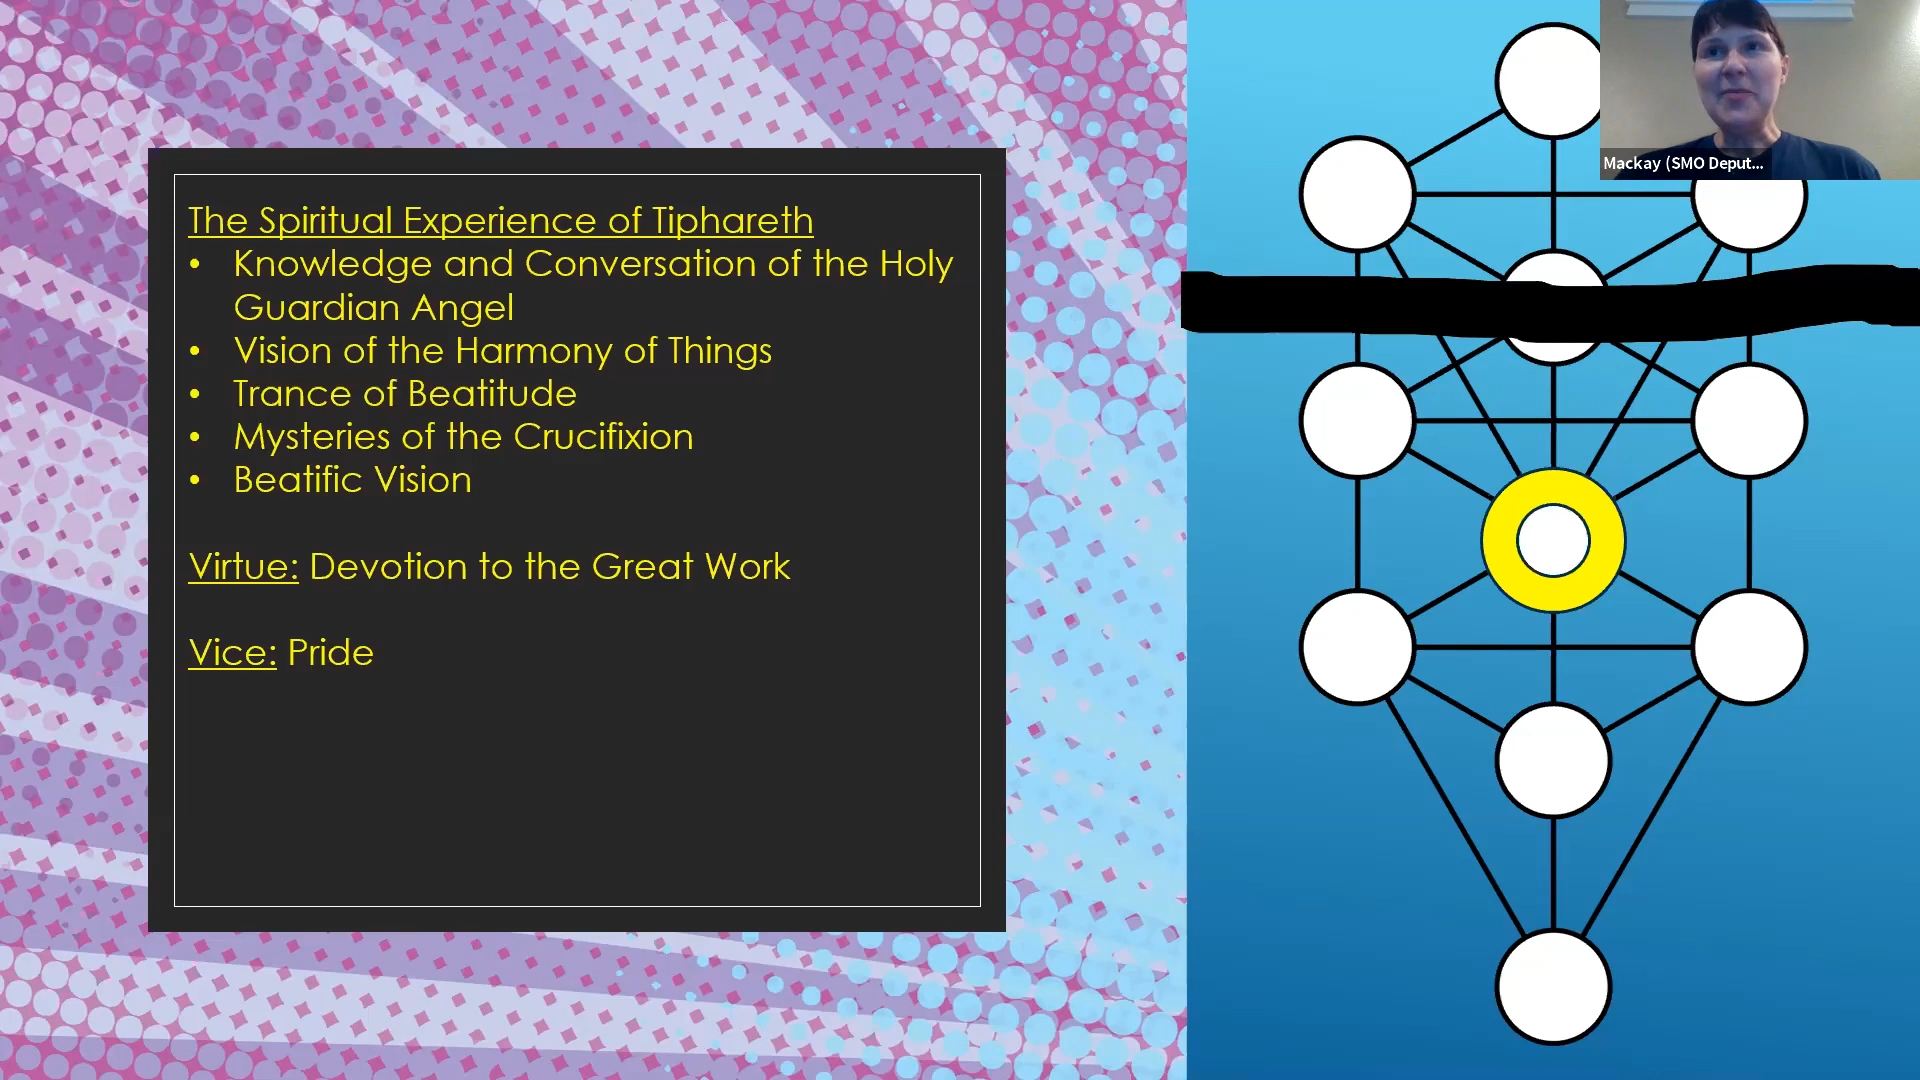 The Spiritual Experience of Tiphareth
• Knowledge and Conversation of the Holy
Guardian Angel
• Vision of the Harmony of Things
• Trance of Beatitude
• Mysteries of the Crucifixion
• Beatific Vision
Virtue: Devotion to the Great Work
Vice: Pride
Mackay (SMO Deput...